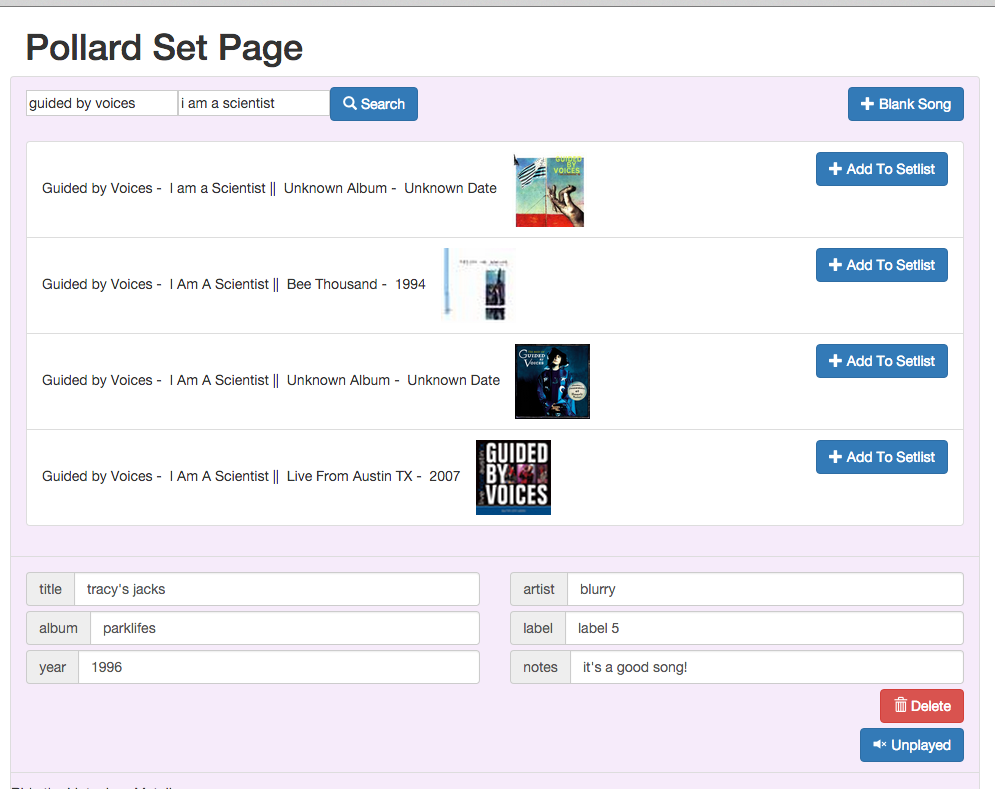 Pollard Set Page
guided by voices i am a scientist Search Blank Song
Guided by Voices - I am a Scientist || Unknown Album - Unknown Date Add To Setlist
GUIDED
BY
VOICES
Guided by Voices - I Am A Scientist || Bee Thousand - 1994 Add To Setlist
Guided by Voices - I Am A Scientist || Unknown Album - Unknown Date Add To Setlist
GUIDED
BY
VOICES
Guided by Voices - I Am A Scientist || Live From Austin TX - 2007 Add To Setlist
GUIDED
BY
VOICES
live austin
title tracy's jacks artist blurry
album parklifes label label 5
year 1996 notes it's a good song!
Delete
Unplayed